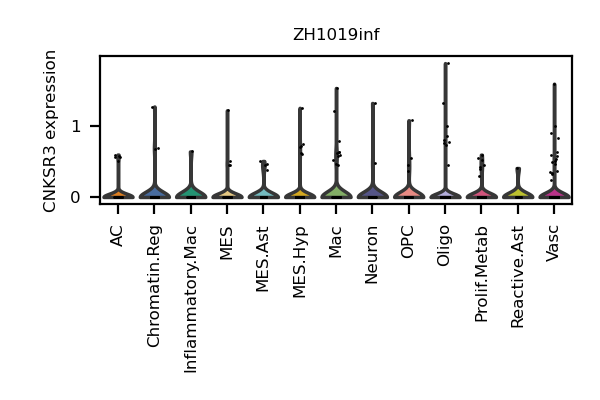 ZH1019inf
CNKSR3 expression
1
0
AC
Chromatin.Reg
Inflammatory.Mac
MES
MES.Ast
MES.Hyp
Mac
Neuron
OPC
Oligo
Prolif.Metab
Reactive.Ast
Vasc